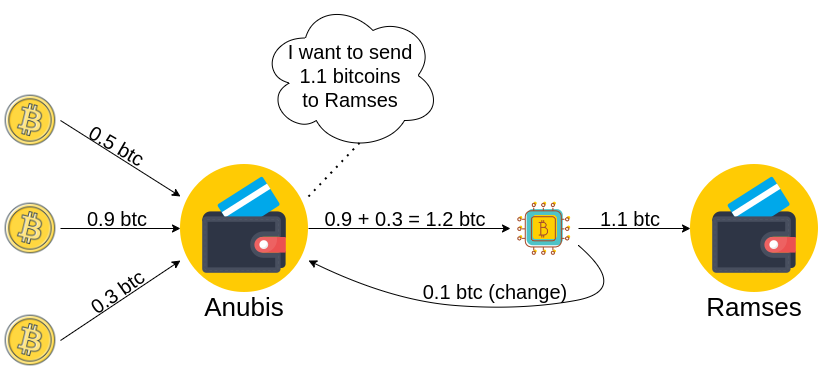 I want to send
1.1 bitcoins
to Ramses
0.5 btc
0.9 btc
0.9 + 0.3 = 1.2 btc
1.1 btc
0.3 btc
0.1 btc (change)
Anubis
Ramses